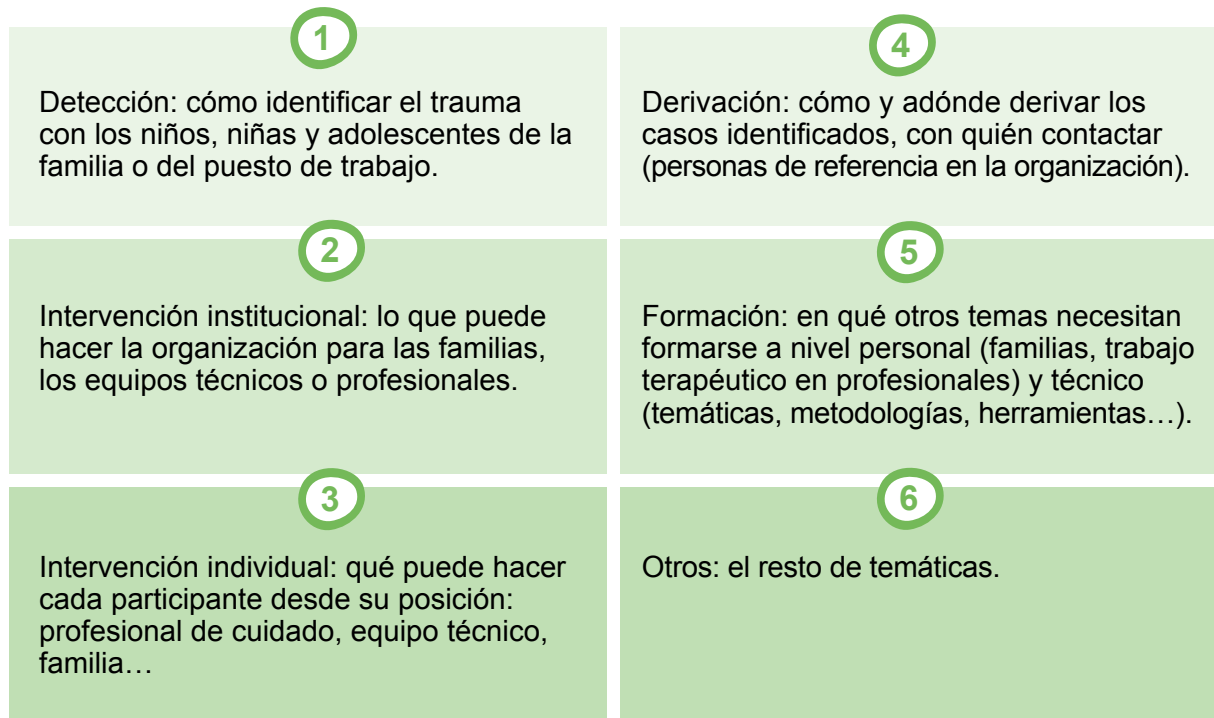 1
Detección: cómo identificar el trauma
con los niños, niñas y adolescentes de la
familia o del puesto de trabajo.
2
Intervención institucional: lo que puede
hacer la organización para las familias,
los equipos técnicos o profesionales.
3
Intervención individual: qué puede hacer
cada participante desde su posición:
profesional de cuidado, equipo técnico,
familia…
4
Derivación: cómo y adónde derivar los
casos identificados, con quién contactar
(personas de referencia en la organización).
5
Formación: en qué otros temas necesitan
formarse a nivel personal (familias, trabajo
terapéutico en profesionales) y técnico
(temáticas, metodologías, herramientas…).
6
Otros: el resto de temáticas.